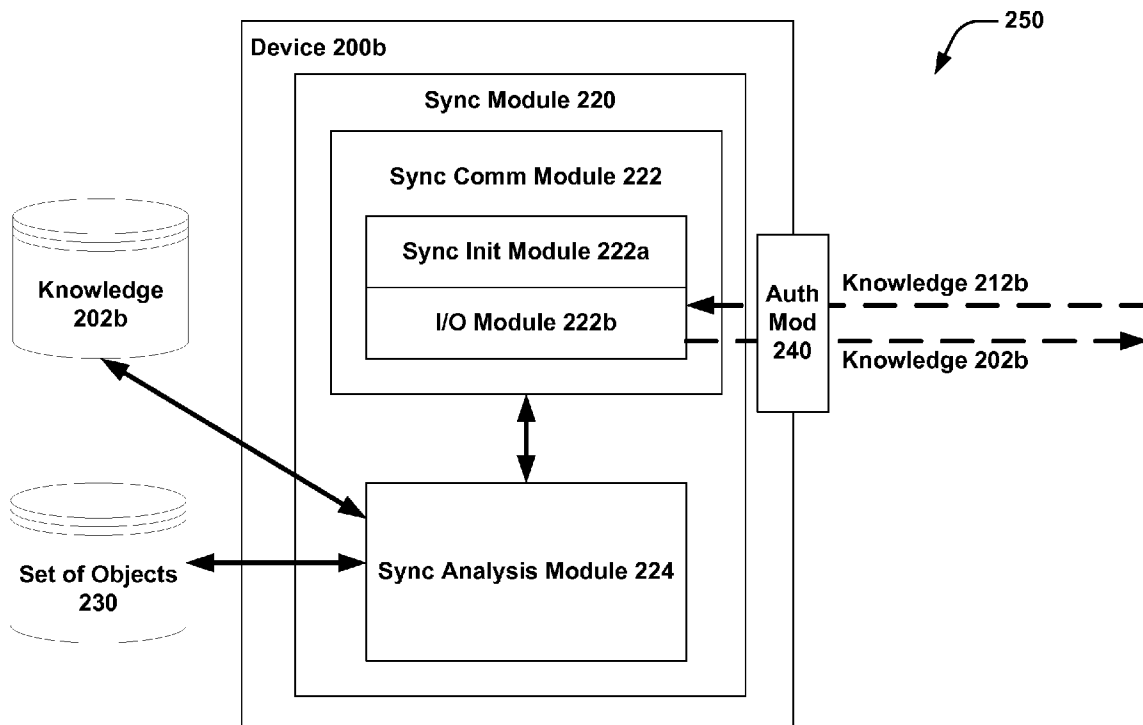 250
Device 200b
Sync Module 220
Sync Comm Module 222
Sync Init Module 222a
I/O Module 222b
Auth
Mod
240
Knowledge 212b
Knowledge 202b
Knowledge
202b
Set of Objects
230
Sync Analysis Module 224